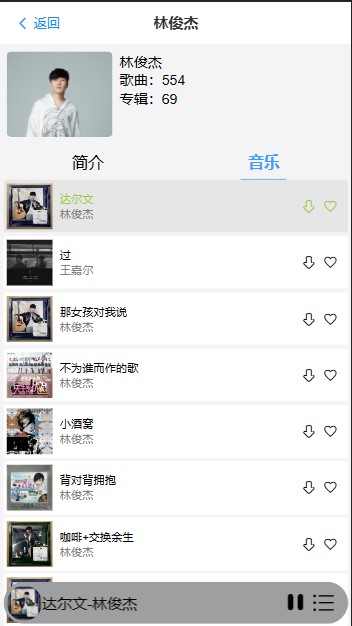 返回
林俊杰
林俊杰
歌曲：554
专辑：69
简介
音乐
达尔文
林俊杰
过
王嘉尔
那女孩对我说
林俊杰
不为谁而作的歌
林俊杰
小酒窝
林俊杰
背对背拥抱
林俊杰
咖啡+交换余生
林俊杰
达尔文-林俊杰